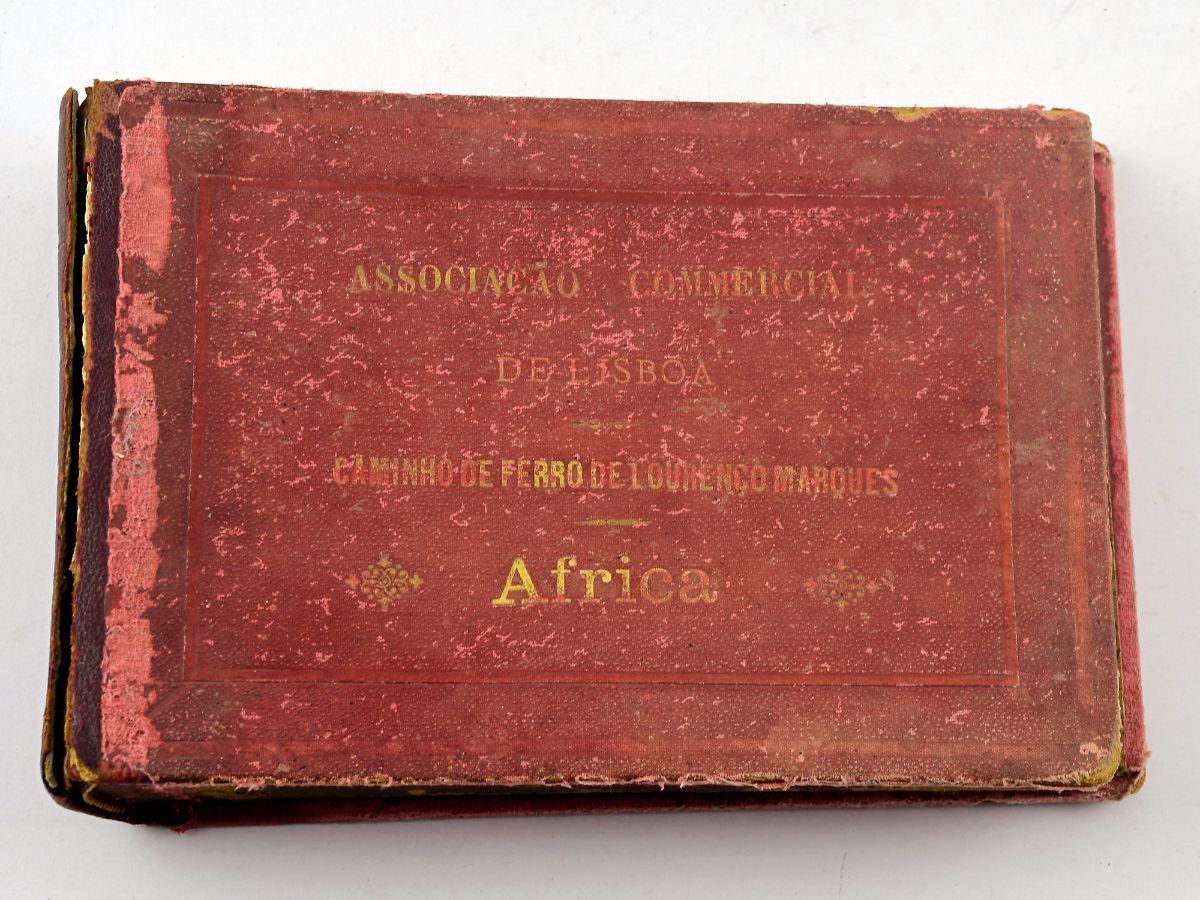 ASSOCIAÇÃO COMMERCIAL
DE LISBOA
CAMINHO DE FERRO DE LOURENÇO MARQUES
Africa